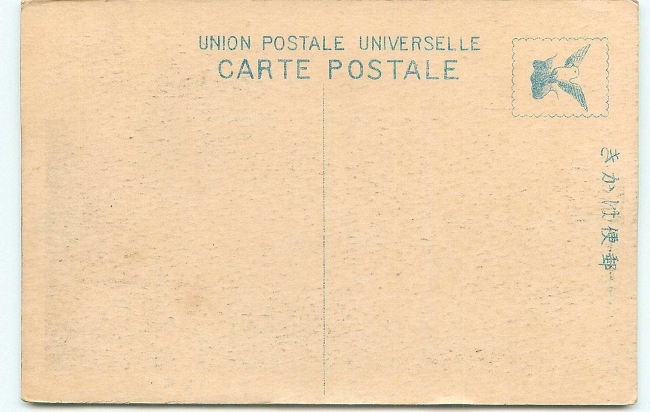 UNION POSTALE UNIVERSELLE
CARTE POSTALE
郵便はかき